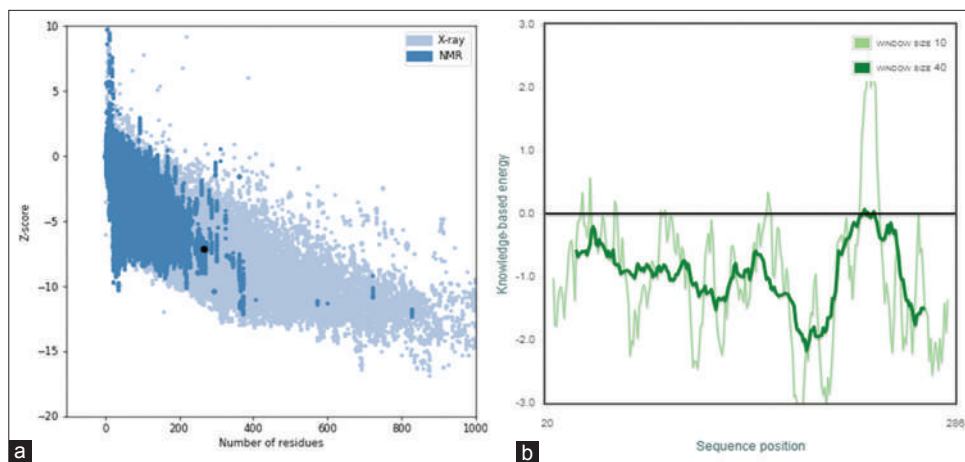 10
5
0
-5
-10
-15
-20
0
200
400
600
800
1000
Z-score
Number of residues
X-ray
NMR
a
3.0
2.0
1.0
0.0
-1.0
-2.0
-3.0
20
286
Knowledge-based energy
Sequence position
WINDOW SIZE 10
WINDOW SIZE 40
b